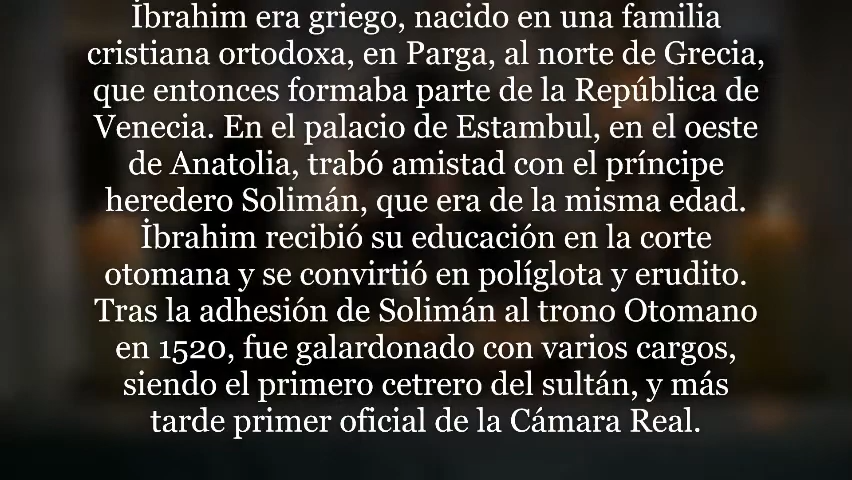 İbrahim era griego, nacido en una familia
cristiana ortodoxa, en Parga, al norte de Grecia,
que entonces formaba parte de la República de
Venecia. En el palacio de Estambul, en el oeste
de Anatolia, trabó amistad con el príncipe
heredero Solimán, que era de la misma edad.
İbrahim recibió su educación en la corte
otomana y se convirtió en políglota y erudito.
Tras la adhesión de Solimán al trono Otomano
en 1520, fue galardonado con varios cargos,
siendo el primero cetrero del sultán, y más
tarde primer oficial de la Cámara Real.